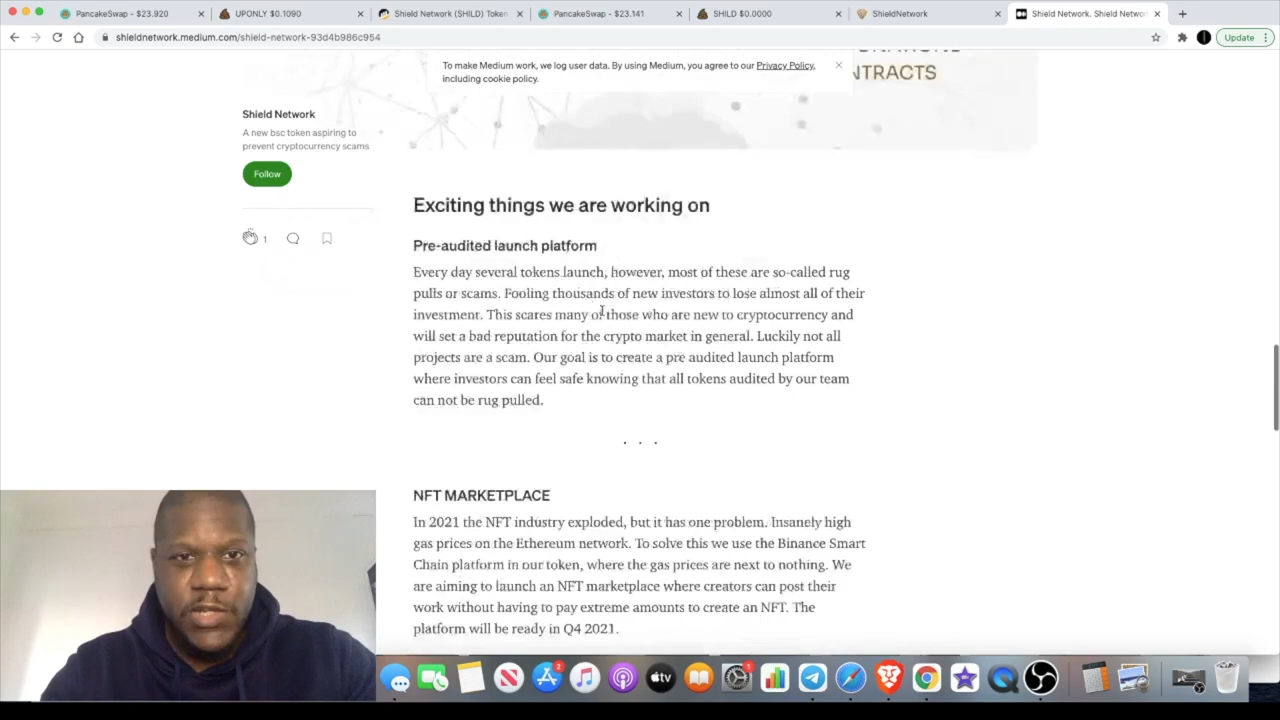 PancakeSwap - $23.920
UPONLY $0.1090
Shield Network (SHILD) Token
PancakeSwap - $23.141
SHILD $0.0000
ShieldNetwork
Shield Network. Shield Networ
shieldnetwork.medium.com/shield-network-93d4b986c954
Update
To make Medium work, we log user data. By using Medium, you agree to our Privacy Policy,
including cookie policy.
NTRACTS
Shield Network
A new bsc token aspiring to
prevent cryptocurrency scams
Follow
1
Exciting things we are working on
Pre-audited launch platform
Every day several tokens launch, however, most of these are so-called rug
pulls or scams. Fooling thousands of new investors to lose almost all of their
investment. This scares many of those who are new to cryptocurrency and
will set a bad reputation for the crypto market in general. Luckily not all
projects are a scam. Our goal is to create a pre audited launch platform
where investors can feel safe knowing that all tokens audited by our team
can not be rug pulled.
. . .
NFT MARKETPLACE
In 2021 the NFT industry exploded, but it has one problem. Insanely high
gas prices on the Ethereum network. To solve this we use the Binance Smart
Chain platform in our token, where the gas prices are next to nothing. We
are aiming to launch an NFT marketplace where creators can post their
work without having to pay extreme amounts to create an NFT. The
platform will be ready in Q4 2021.
2
tv
1